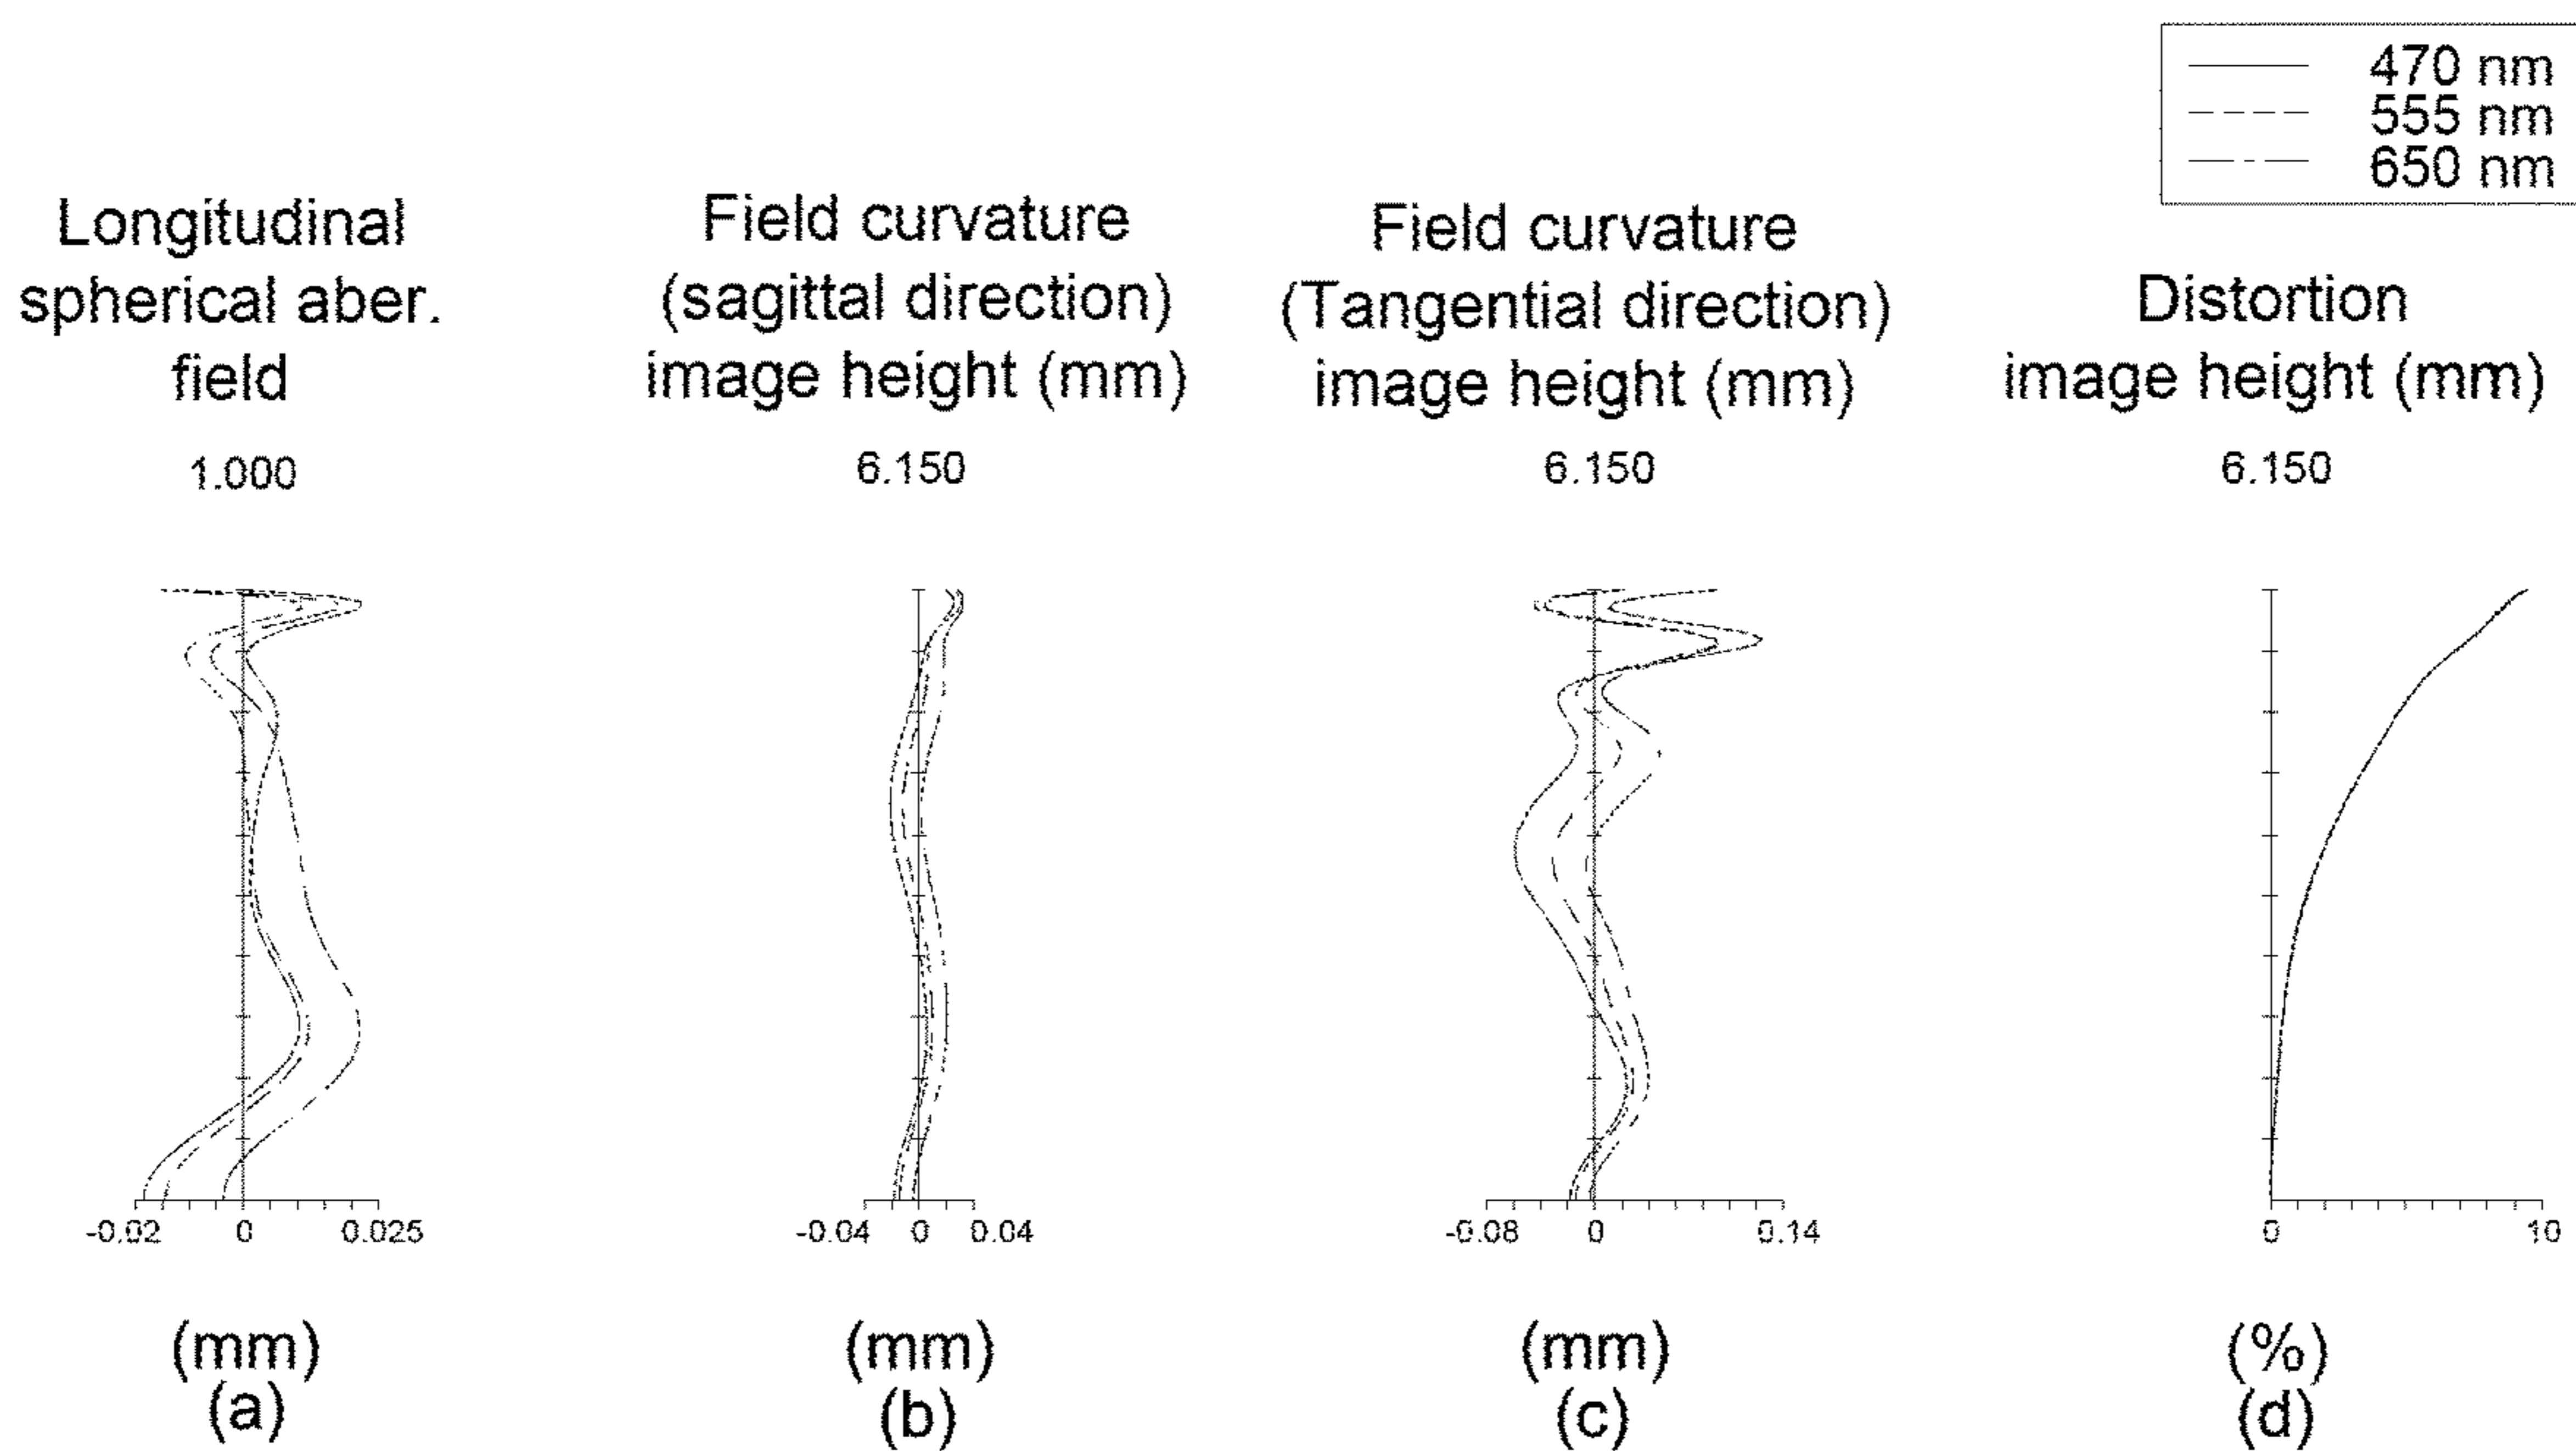 470 nm
555 nm
650 nm
Longitudinal
spherical aber.
field
1.000
Field curvature
(sagittal direction)
image height (mm)
6.150
Field curvature
(Tangential direction)
image height (mm)
6.150
Distortion
image height (mm)
6.150
-0.02 0 0.025
-0.04 0 0.04
-0.08 0 0.14
0 10
(mm)
(a)
(mm)
(b)
(mm)
(c)
(%)
(d)